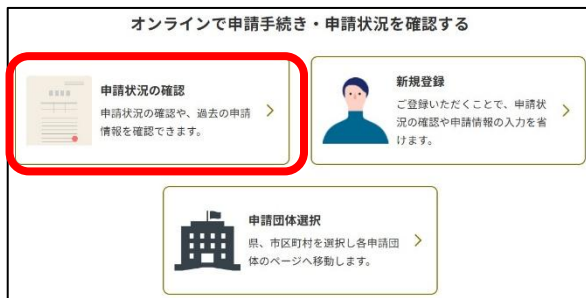 オンラインで申請手続き・申請状況を確認する
申請状況の確認
申請状況の確認や、過去の申請
情報を確認できます。
新規登録
ご登録いただくことで、申請状
況の確認や申請情報の入力を省
けます。
申請団体選択
県、市区町村を選択し各申請団
体のページへ移動します。